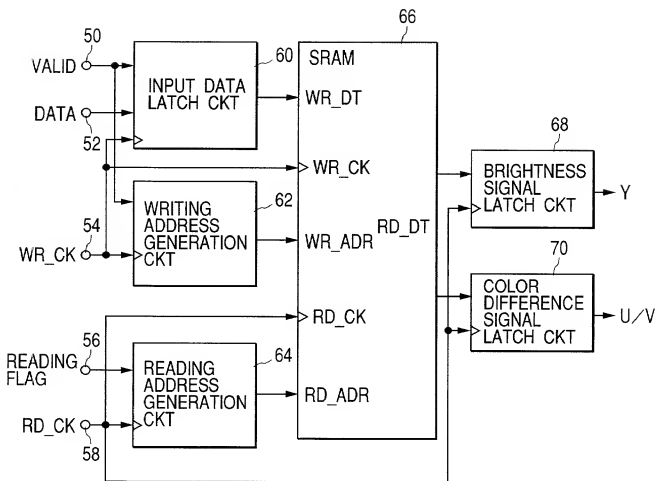 50
VALID
DATA
52
60
INPUT DATA
LATCH CKT
66
SRAM
WR_DT
WR_CK
54
WR_CK
62
WRITING
ADDRESS
GENERATION
CKT
WR_ADR
RD_DT
68
BRIGHTNESS
SIGNAL
LATCH CKT
Y
70
COLOR
DIFFERENCE
SIGNAL
LATCH CKT
U/V
RD_CK
56
READING
FLAG
RD_CK
58
64
READING
ADDRESS
GENERATION
CKT
RD_ADR